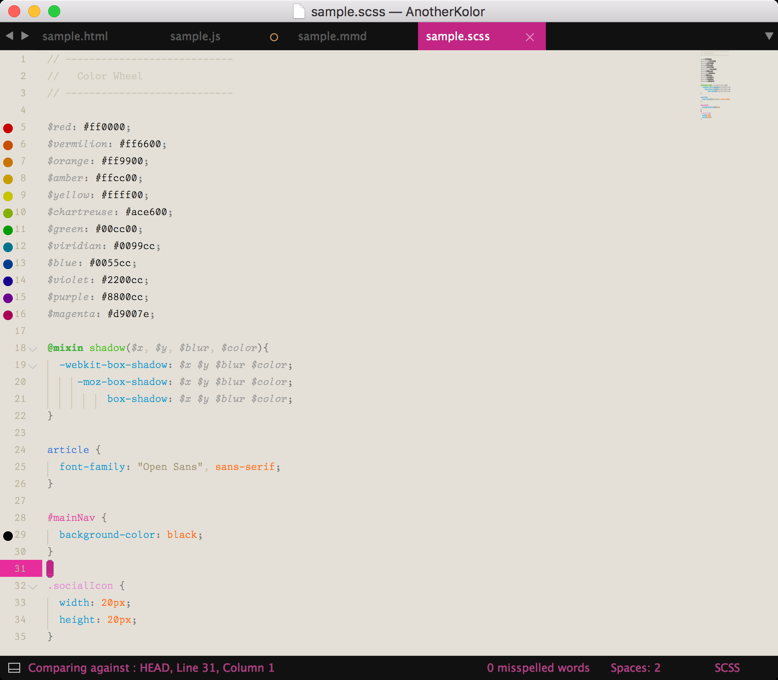 sample.scss — AnotherKolor
sample.html sample.js sample.mmd sample.scss
1 // ----------------------------
2 //   Color Wheel
3 // ----------------------------
4
5 $red: #ff0000;
6 $vermilion: #ff6600;
7 $orange: #ff9900;
8 $amber: #ffcc00;
9 $yellow: #ffff00;
10 $chartreuse: #ace600;
11 $green: #00cc00;
12 $viridian: #0099cc;
13 $blue: #0055cc;
14 $violet: #2200cc;
15 $purple: #8800cc;
16 $magenta: #d9007e;
17
18 @mixin shadow($x, $y, $blur, $color){
19   -webkit-box-shadow: $x $y $blur $color;
20      -moz-box-shadow: $x $y $blur $color;
21           box-shadow: $x $y $blur $color;
22 }
23
24 article {
25   font-family: "Open Sans", sans-serif;
26 }
27
28 #mainNav {
29   background-color: black;
30 }
31
32 .socialIcon {
33   width: 20px;
34   height: 20px;
35 }
Comparing against : HEAD, Line 31, Column 1 0 misspelled words Spaces: 2 SCSS